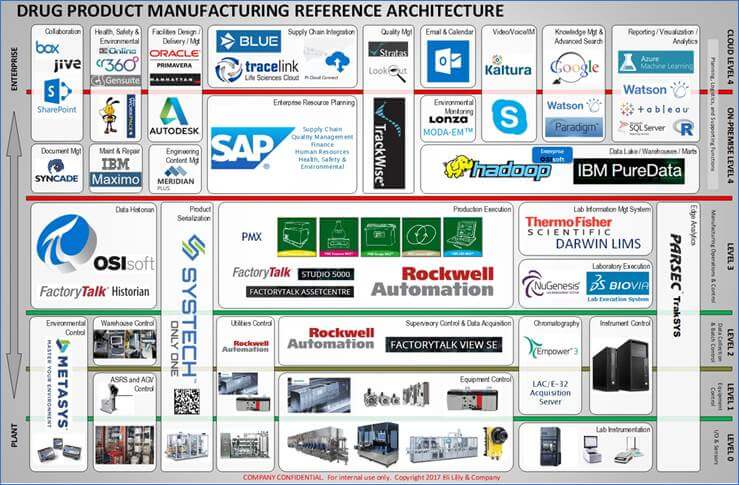 DRUG PRODUCT MANUFACTURING REFERENCE ARCHITECTURE
ENTERPRISE
PLANT
Collaboration
box
jive
SharePoint
Health, Safety &
Environmental
360°
Gensuite
Facilities Design /
Delivery / Mgt
ORACLE
PRIMAVERA
MANHATTAN
AUTODESK
Supply Chain Integration
BLUE
tracelink
Life Sciences Cloud
Pi Cloud Connect
Quality Mgt
Stratas
LookOut
Email & Calendar
Video/Voice/IM
Kaltura
Knowledge Mgt &
Advanced Search
Google
Watson
Paradigm
Reporting / Visualization /
Analytics
Azure
Machine Learning
Watson
tableau
SQL Server
R
CLOUD LEVEL 4
ON-PREMISE LEVEL 4
Planning, Logistics, and Supporting Functions
Enterprise Resource Planning
SAP
Supply Chain
Quality Management
Finance
Human Resources
Health, Safety &
Environmental
TrackWise
Environmental
Monitoring
Lonza
MODA-EM™
Document Mgt
SYNCADE
Maint & Repair
IBM
Maximo
Engineering
Content Mgt
MERIDIAN
PLUS
Data Lake / Warehouses / Marts
hadoop
Enterprise
OSIsoft
IBM PureData
Data Historian
OSIsoft
FactoryTalk Historian
Product
Serialization
SYSTECH
ONLY ONE
Production Execution
PMX
FactoryTalk
STUDIO 5000
FACTORYTALK ASSETCENTRE
Rockwell
Automation
Lab Information Mgt System
ThermoFisher
SCIENTIFIC
DARWIN LIMS
Laboratory Execution
NuGenesis
BIOVIA
Lab Execution System
Edge Analytics
PARSEC TrakSYS
LEVEL 3
Manufacturing Operations & Control
Environmental
Control
METASYS
MASTER YOUR ENVIRONMENT
Warehouse Control
Utilities Control
Rockwell
Automation
Supervisory Control & Data Acquisition
Rockwell
Automation
FACTORYTALK VIEW SE
Chromatography
Empower 3
LAC/E-32
Acquisition
Server
Instrument Control
LEVEL 2
Data Collection
& Batch Control
ASRS and AGV
Control
Equipment Control
LEVEL 1
Equipment
Control
Lab Instrumentation
LEVEL 0
I/O & Sensors
COMPANY CONFIDENTIAL. For internal use only. Copyright 2017 Eli Lilly & Company